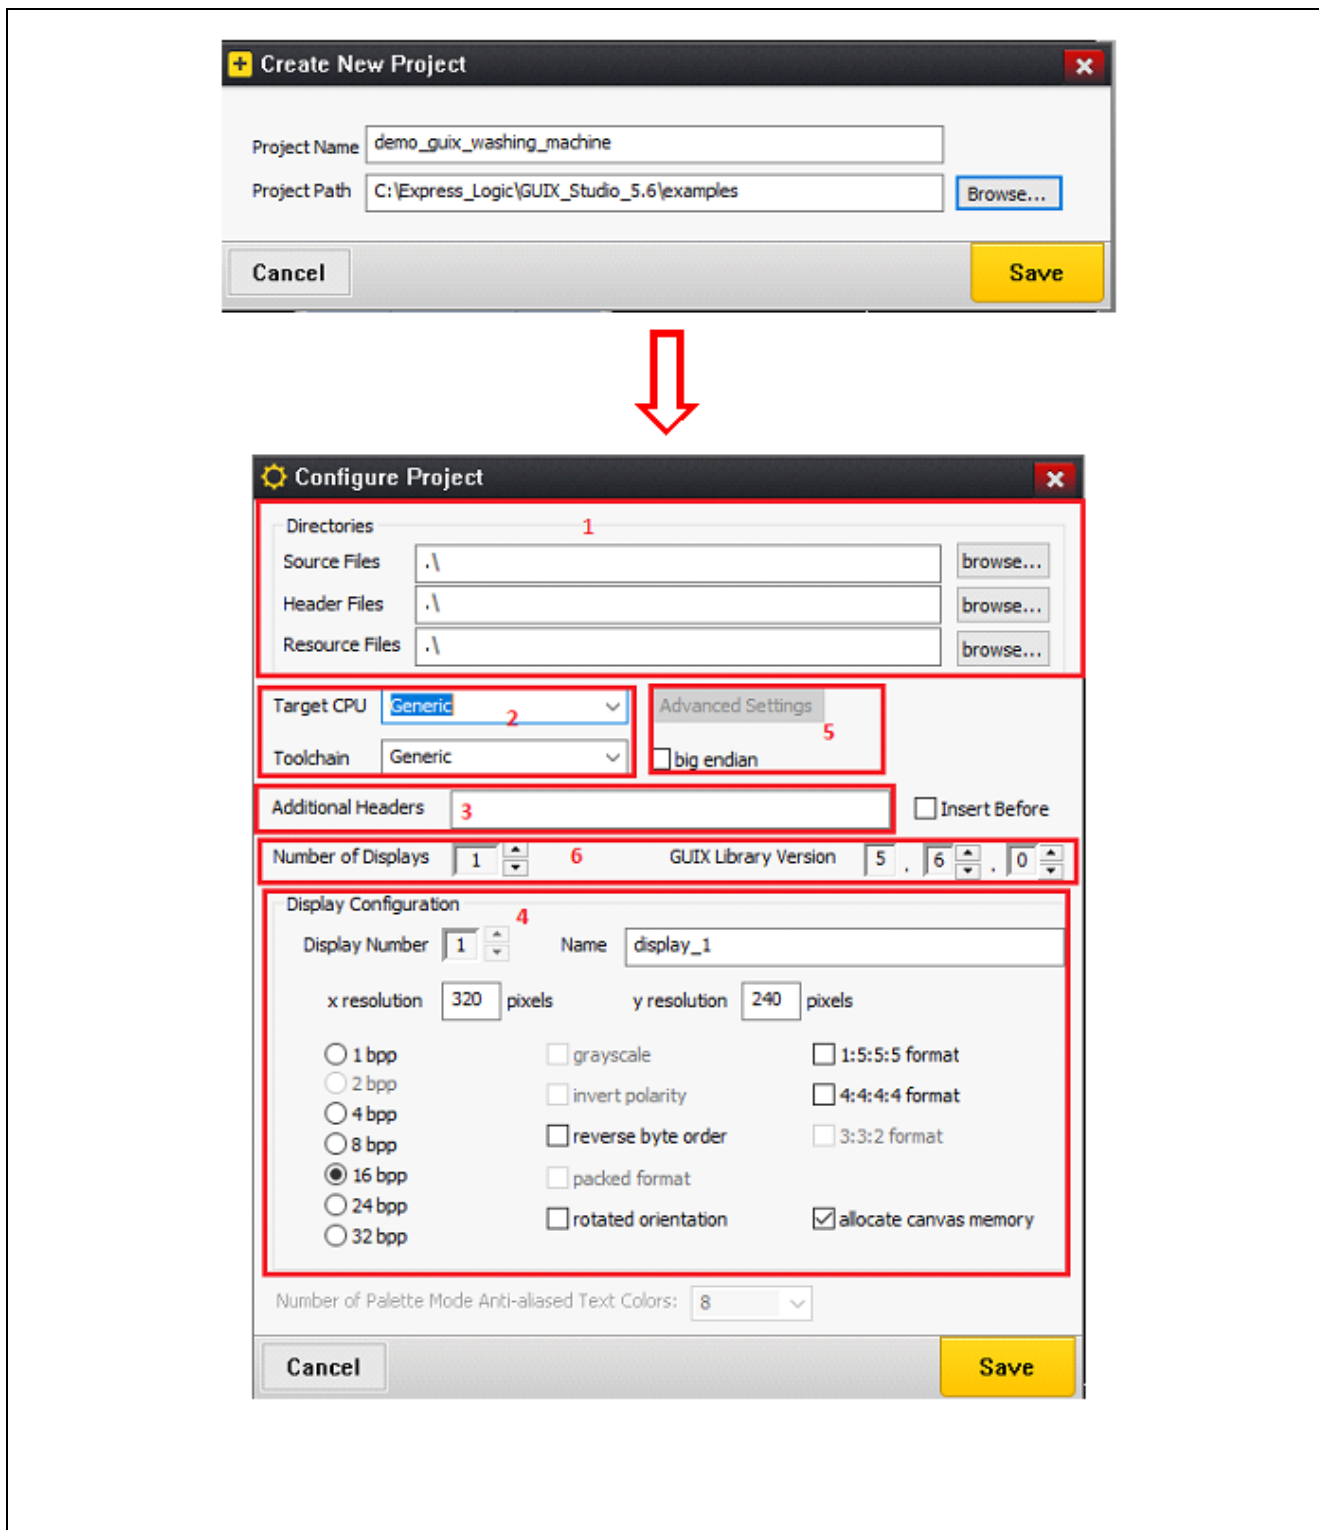 Create New Project
Project Name demo_guix_washing_machine
Project Path C:\Express_Logic\GUIX_Studio_5.6\examples Browse...
Cancel Save
Configure Project
Directories 1
Source Files .\ browse...
Header Files .\ browse...
Resource Files .\ browse...
Target CPU Generic 2 Advanced Settings
5
Toolchain Generic big endian
Additional Headers 3 Insert Before
Number of Displays 1 6 GUIX Library Version 5 . 6 . 0
Display Configuration 4
Display Number 1 Name display_1
x resolution 320 pixels y resolution 240 pixels
1 bpp grayscale 1:5:5:5 format
2 bpp
invert polarity 4:4:4:4 format
4 bpp
reverse byte order 3:3:2 format
8 bpp
16 bpp packed format
24 bpp
rotated orientation allocate canvas memory
32 bpp
Number of Palette Mode Anti-aliased Text Colors: 8
Cancel Save